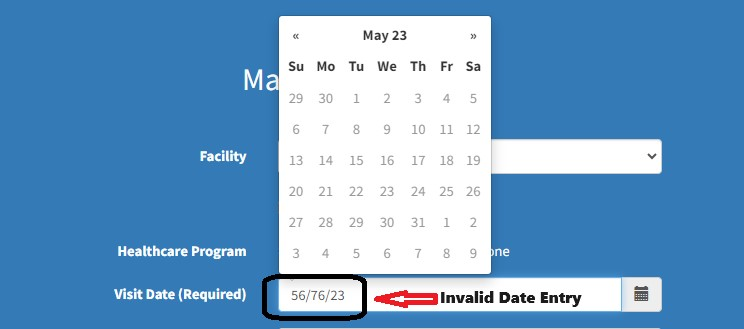 « May 23 »
Su Mo Tu We Th Fr Sa
29 30 1 2 3 4 5
6 7 8 9 10 11 12
13 14 15 16 17 18 19
20 21 22 23 24 25 26
27 28 29 30 31 1 2
3 4 5 6 7 8 9
Ma
Facility
Healthcare Program one
Visit Date (Required) 56/76/23 Invalid Date Entry